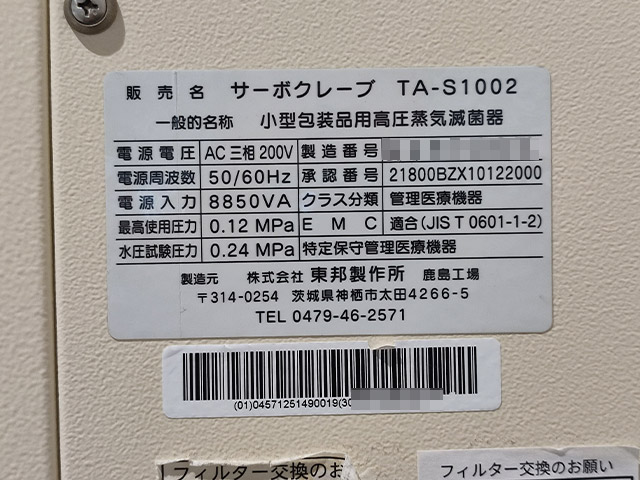 販売名 サーボクレーブ TA-S1002
一般的名称 小型包装品用高圧蒸気滅菌器
電源電圧 AC三相200V 製造番号
電源周波数 50/60Hz 承認番号 21800BZX10122000
電源入力 8850VA クラス分類 管理医療機器
最高使用圧力 0.12 MPa EMC 適合(JIS T 0601-1-2)
水圧試験圧力 0.24 MPa 特定保守管理医療機器
製造元 株式会社 東邦製作所 鹿島工場
〒314-0254 茨城県神栖市太田4266-5
TEL 0479-46-2571
(01)04571251490019(30
フィルター交換のお
フィルター交換のお願い